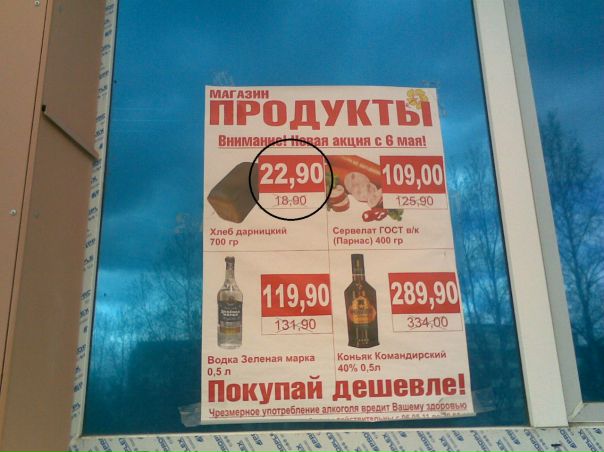 МАГАЗИН
ПРОДУКТЫ
Внимание! Новая акция с 6 мая!
22,90
18,90
Хлеб дарницкий
700 гр
109,00
125,90
Сервелат ГОСТ в/к
(Парнас) 400 гр
119,90
131,90
Водка Зеленая марка
0,5 л
289,90
334,00
Коньяк Командирский
40% 0,5л
Покупай дешевле!
Чрезмерное употребление алкоголя вредит Вашему здоровью